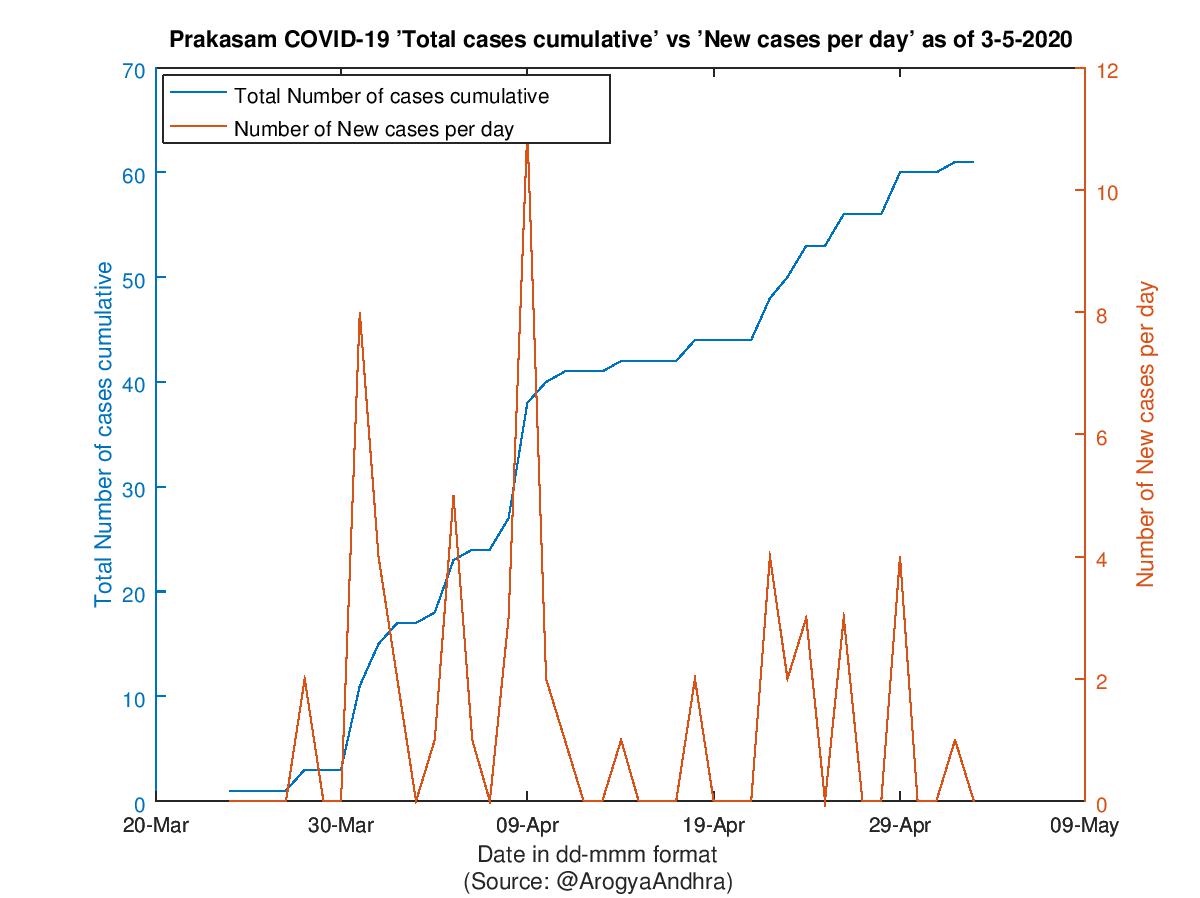 Prakasam COVID-19 ’Total cases cumulative’ vs ’New cases per day’ as of 3-5-2020
Total Number of cases cumulative
Number of New cases per day
70
60
50
40
30
20
10
0
Total Number of cases cumulative
12
10
8
6
4
2
0
Number of New cases per day
20-Mar 30-Mar 09-Apr 19-Apr 29-Apr 09-May
Date in dd-mmm format
(Source: @ArogyaAndhra)